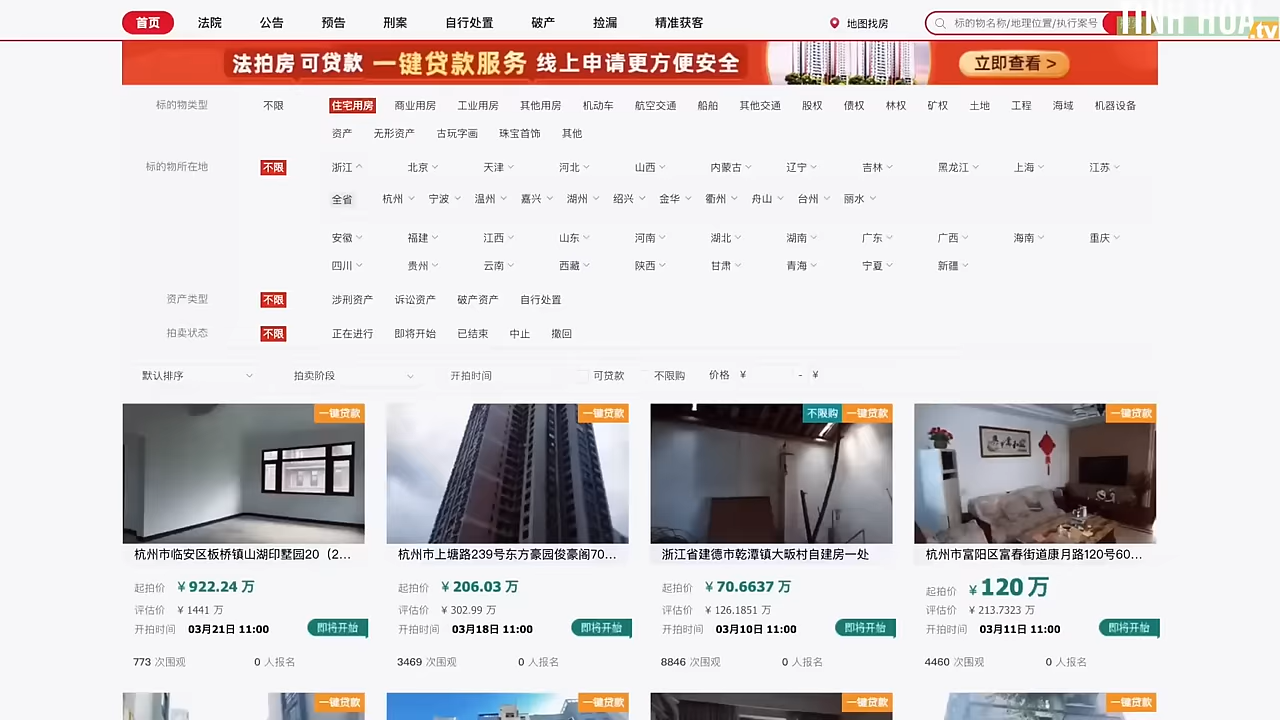 首页 法院 公告 预告 刑案 自行处置 破产 捡漏 精准获客 地图找房 标的物名称/地理位置/执行案号
TINH HOA .tv
法拍房 可贷款 一键贷款服务 线上申请更方便安全 立即查看 >
标的物类型 不限 住宅用房 商业用房 工业用房 其他用房 机动车 航空交通 船舶 其他交通 股权 债权 林权 矿权 土地 工程 海域 机器设备
资产 无形资产 古玩字画 珠宝首饰 其他
标的物所在地 不限 浙江 北京 天津 河北 山西 内蒙古 辽宁 吉林 黑龙江 上海 江苏
全省 杭州 宁波 温州 嘉兴 湖州 绍兴 金华 衢州 舟山 台州 丽水
安徽 福建 江西 山东 河南 湖北 湖南 广东 广西 海南 重庆
四川 贵州 云南 西藏 陕西 甘肃 青海 宁夏 新疆
资产类型 不限 涉刑资产 诉讼资产 破产资产 自行处置
拍卖状态 不限 正在进行 即将开始 已结束 中止 撤回
默认排序 拍卖阶段 开拍时间 可贷款 不限购 价格 ¥ - ¥
一键贷款 一键贷款 不限购 一键贷款 一键贷款
杭州市临安区板桥镇山湖印墅园20（2... 杭州市上塘路239号东方豪园俊豪阁70... 浙江省建德市乾潭镇大畈村自建房一处 杭州市富阳区富春街道康月路120号60...
起拍价 ¥ 922.24 万 起拍价 ¥ 206.03 万 起拍价 ¥ 70.6637 万 起拍价 ¥ 120 万
评估价 ¥ 1441 万 评估价 ¥ 302.99 万 评估价 ¥ 126.1851 万 评估价 ¥ 213.7323 万
开拍时间 03月21日 11:00 即将开始 开拍时间 03月18日 11:00 即将开始 开拍时间 03月10日 11:00 即将开始 开拍时间 03月11日 11:00 即将开始
773 次围观 0 人报名 3469 次围观 0 人报名 8846 次围观 0 人报名 4460 次围观 0 人报名
一键贷款 一键贷款 一键贷款 一键贷款